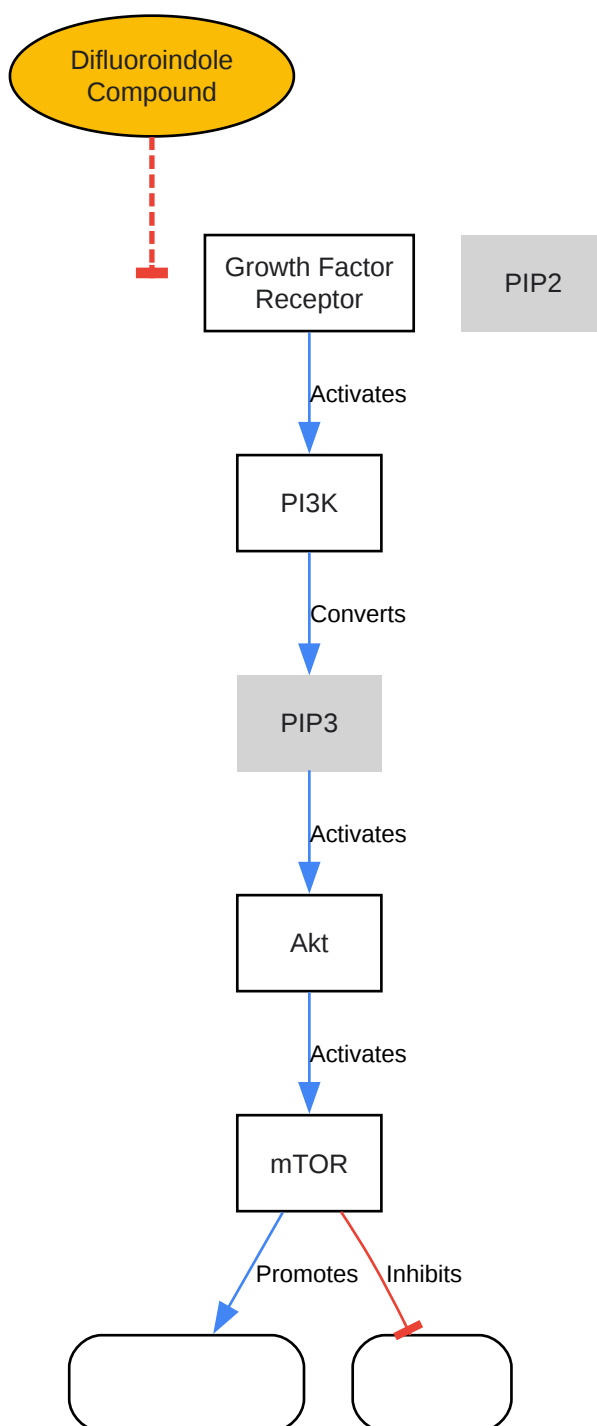 Difluoroindole
Compound
Growth Factor
Receptor
PIP2
Activates
PI3K
Converts
PIP3
Activates
Akt
Activates
mTOR
Promotes
Inhibits